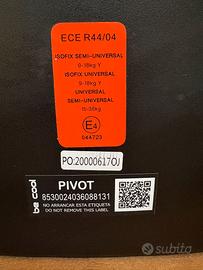 ECE R44/04
ISOFIX SEMI-UNIVERSAL
0-18kg Y
ISOFIX UNIVERSAL
9-18kg Y
UNIVERSAL
SEMI-UNIVERSAL
15-36kg
E4
044723
PO:20000617OJ
be cool
PIVOT
8530024036088131
NO ARRANCAR ESTA ETIQUETA
DO NOT REMOVE THIS LABEL
subito